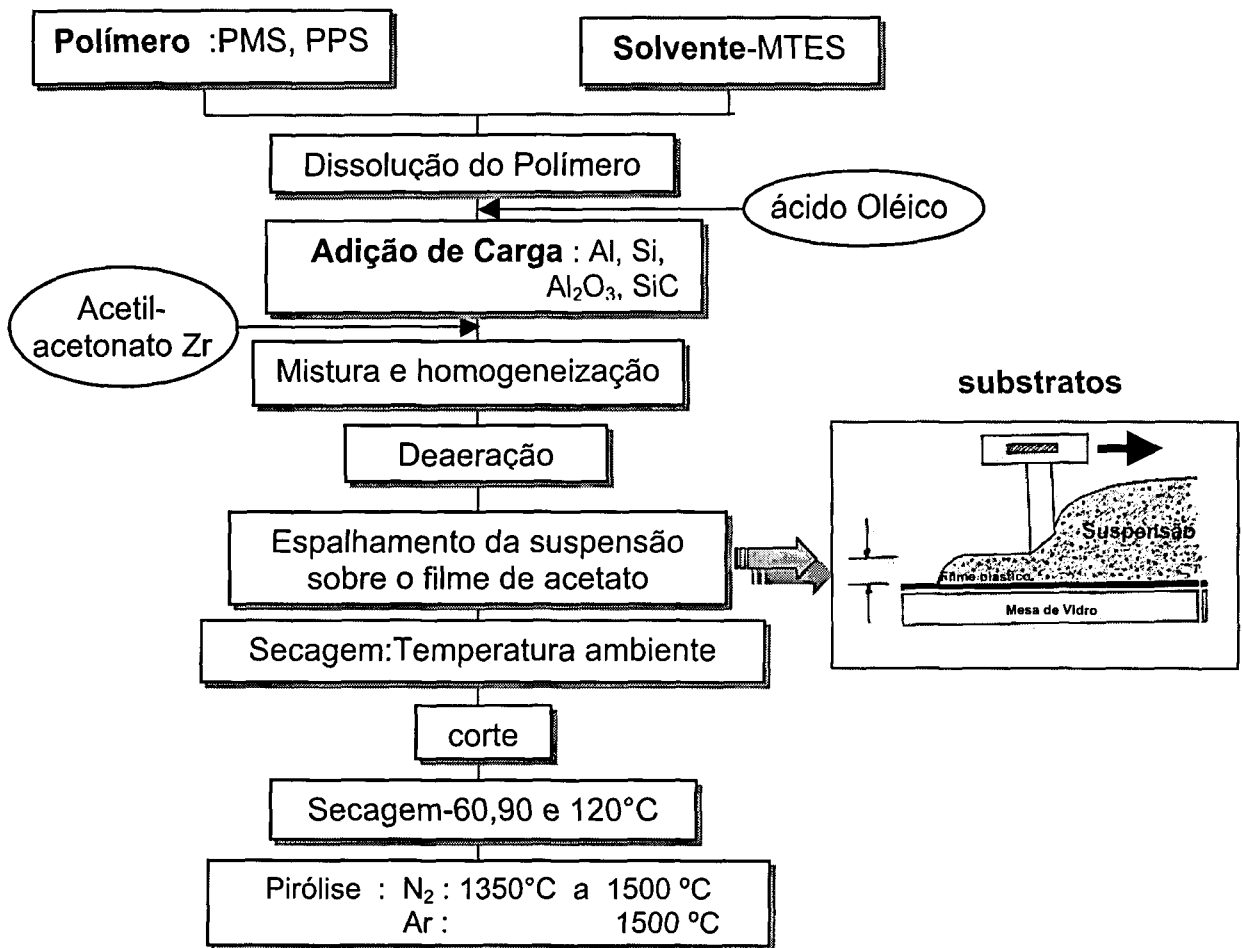 Polímero :PMS, PPS
Solvente-MTES
Dissolução do Polímero
ácido Oléico
Adição de Carga : Al, Si,
Al₂O₃, SiC
Acetil-
acetonato Zr
Mistura e homogeneização
Deaeração
Espalhamento da suspensão
sobre o filme de acetato
substratos
Suspensão
Filme plástico
Mesa de Vidro
Secagem:Temperatura ambiente
corte
Secagem-60,90 e 120°C
Pirólise : N₂ : 1350°C a 1500 ºC
Ar : 1500 ºC